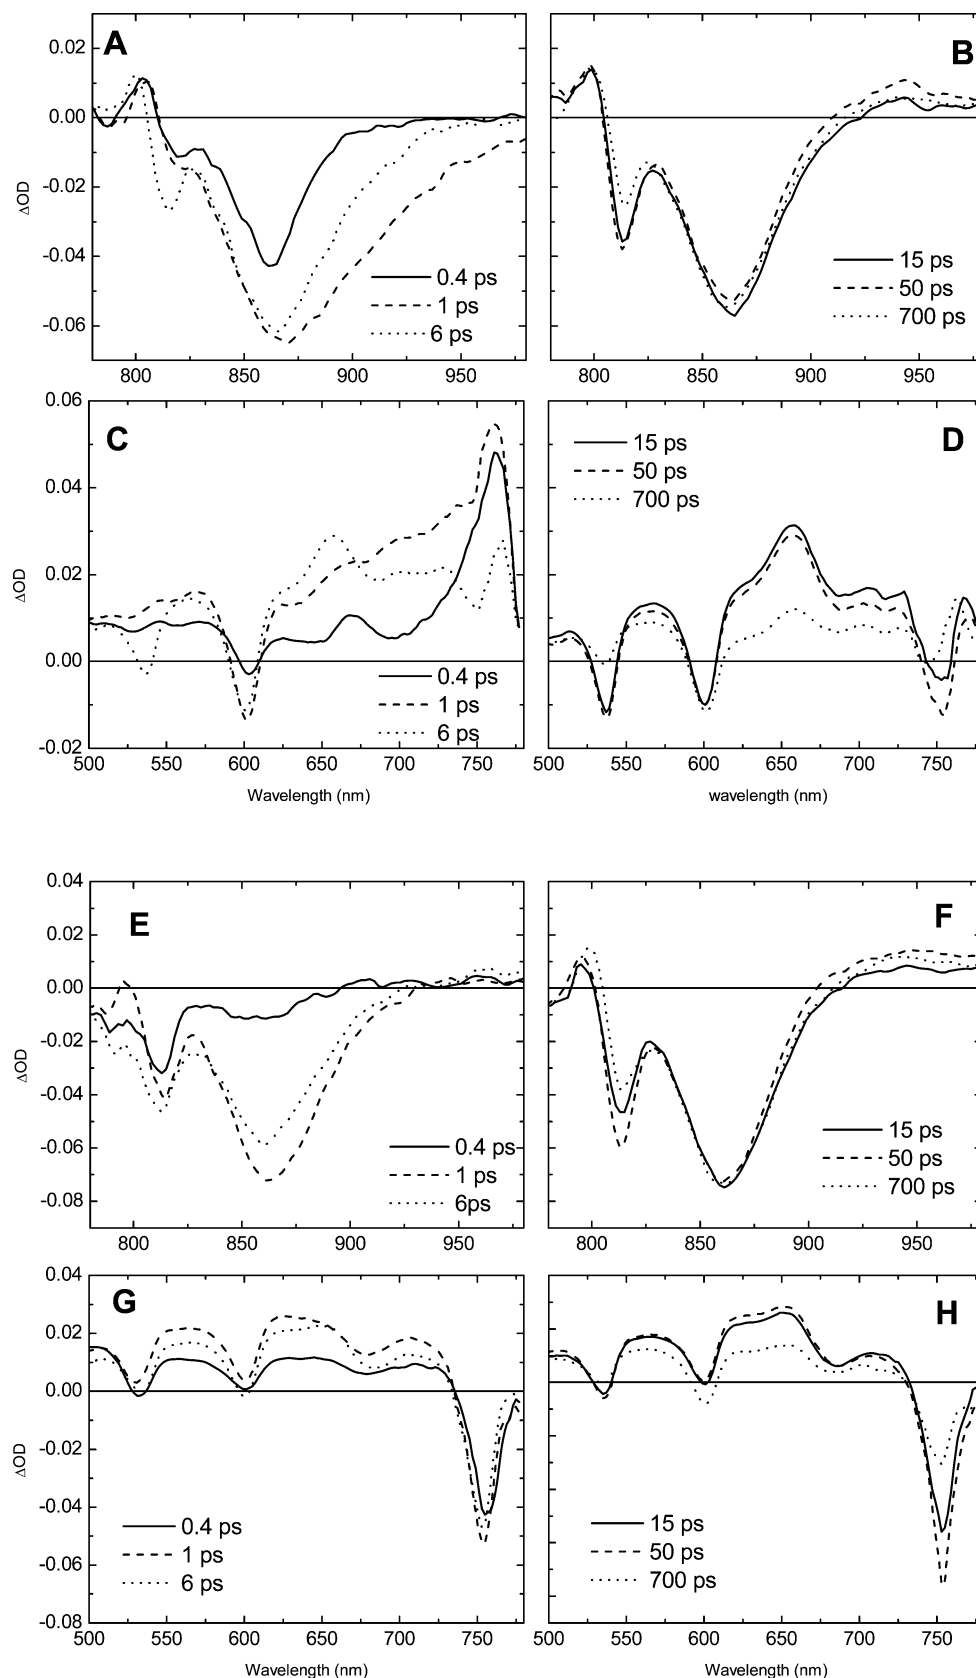 A
B
0.02
0.00
-0.02
-0.04
-0.06
ΔOD
0.4 ps
1 ps
6 ps
15 ps
50 ps
700 ps
800 850 900 950
800 850 900 950
C
D
0.06
0.04
0.02
0.00
-0.02
ΔOD
0.4 ps
1 ps
6 ps
15 ps
50 ps
700 ps
500 550 600 650 700 750
500 550 600 650 700 750
Wavelength (nm)
wavelength (nm)
E
F
0.04
0.02
0.00
-0.02
-0.04
-0.06
-0.08
ΔOD
0.4 ps
1 ps
6ps
15 ps
50 ps
700 ps
800 850 900 950
800 850 900 950
G
H
0.04
0.02
0.00
-0.02
-0.04
-0.06
-0.08
ΔOD
0.4 ps
1 ps
6 ps
15 ps
50 ps
700 ps
500 550 600 650 700 750
500 550 600 650 700 750
Wavelength (nm)
Wavelength (nm)